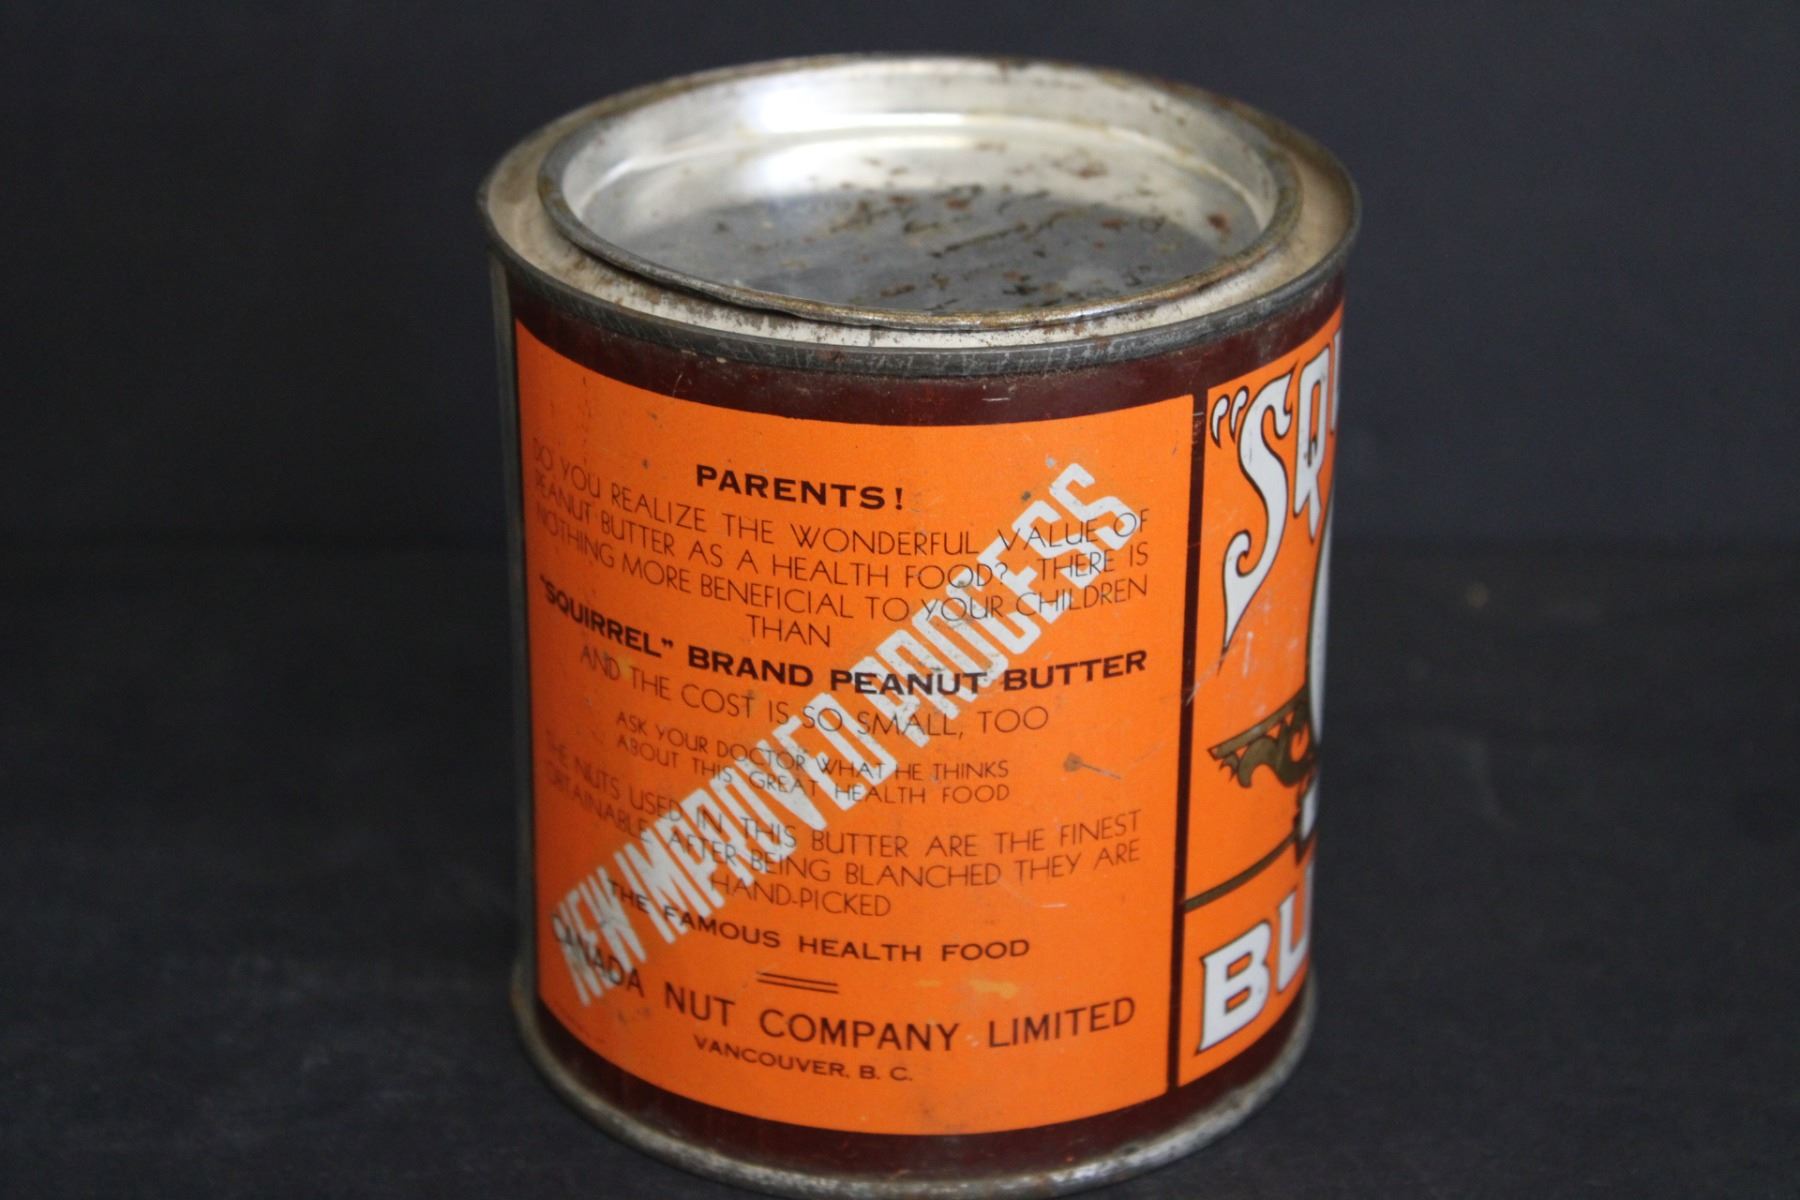 PARENTS!
DO YOU REALIZE THE WONDERFUL VALUE OF
PEANUT BUTTER AS A HEALTH FOOD? THERE IS
NOTHING MORE BENEFICIAL TO YOUR CHILDREN
THAN
"SQUIRREL" BRAND PEANUT BUTTER
AND THE COST IS SO SMALL, TOO
ASK YOUR DOCTOR WHAT HE THINKS
ABOUT THIS GREAT HEALTH FOOD
THE NUTS USED IN THIS BUTTER ARE THE FINEST
OBTAINABLE AFTER BEING BLANCHED THEY ARE
HAND-PICKED
THE FAMOUS HEALTH FOOD
CANADA NUT COMPANY LIMITED
VANCOUVER, B. C.
NEW IMPROVED PROCESS
"SQ
BU